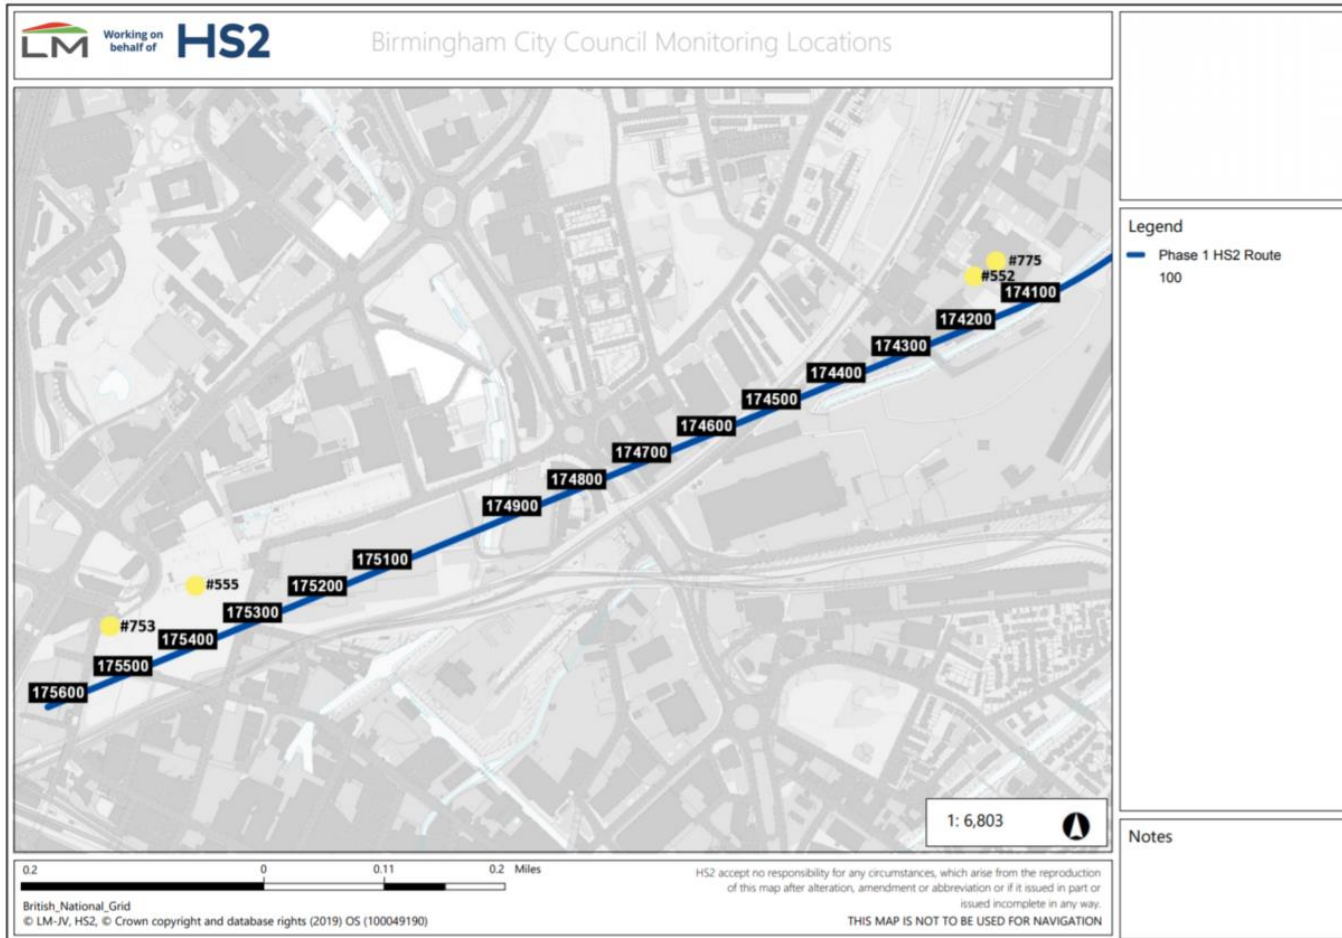 LM
Working on
behalf of
HS2
Birmingham City Council Monitoring Locations
#775
#552
174100
174200
174300
174400
174500
174600
174700
174800
174900
175100
175200
#555
175300
#753
175400
175500
175600
1: 6,803
Legend
Phase 1 HS2 Route
100
Notes
0.2 0 0.11 0.2 Miles
British_National_Grid
© LM-JV, HS2, © Crown copyright and database rights (2019) OS (100049190)
HS2 accept no responsibility for any circumstances, which arise from the reproduction
of this map after alteration, amendment or abbreviation or if it issued in part or
issued incomplete in any way.
THIS MAP IS NOT TO BE USED FOR NAVIGATION